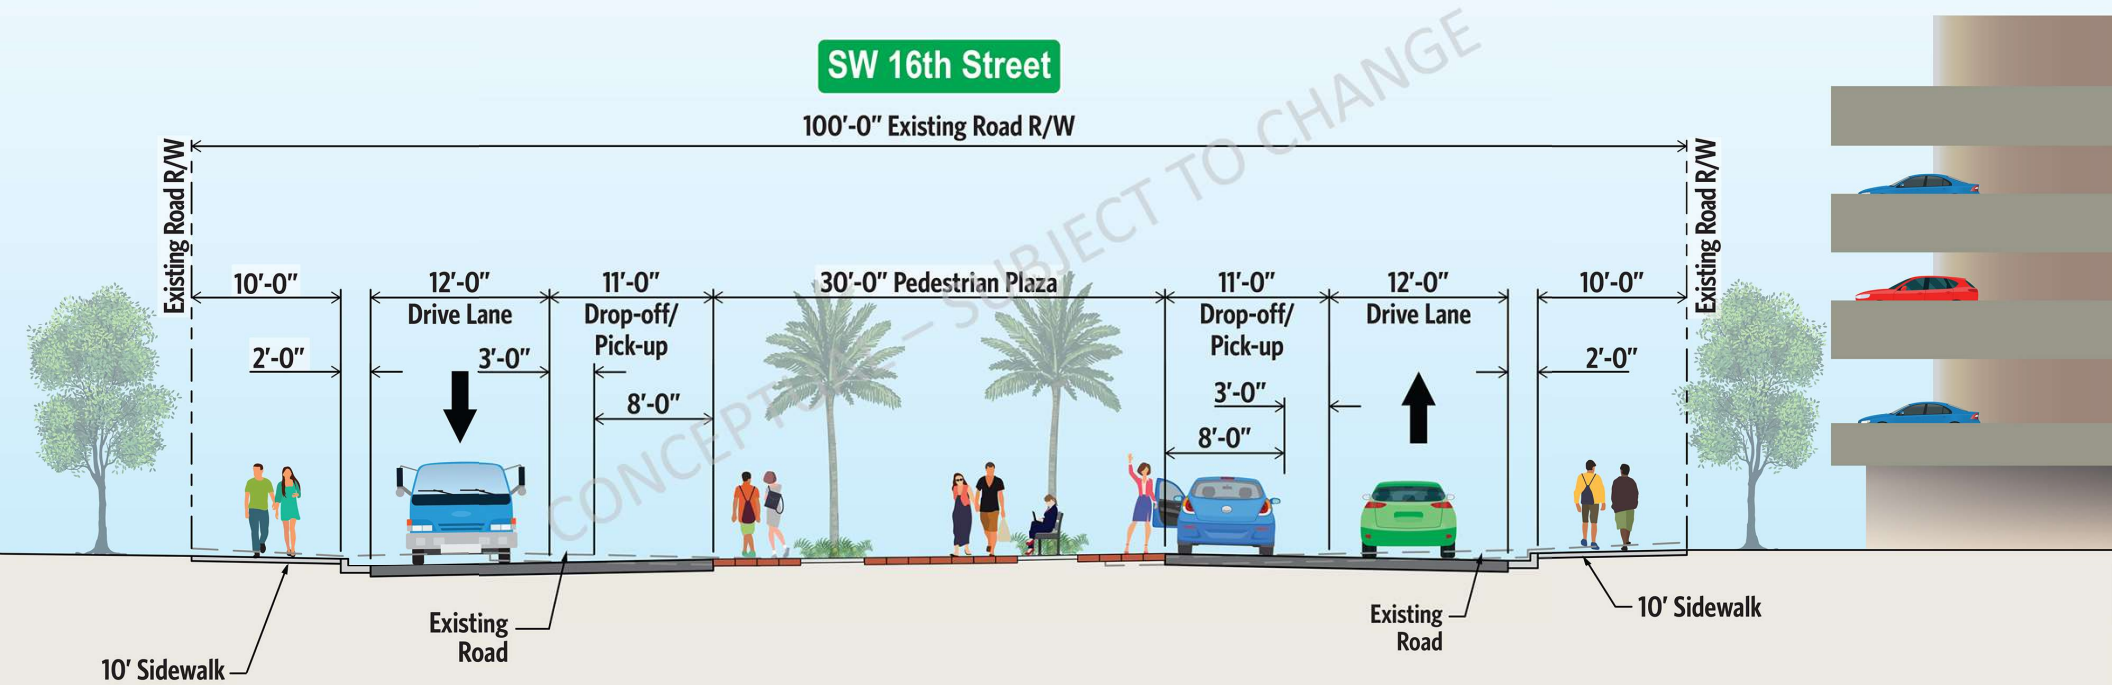 SW 16th Street
100'-0" Existing Road R/W
Existing Road R/W
Existing Road R/W
10'-0"
12'-0"
Drive Lane
11'-0"
Drop-off/
Pick-up
30'-0" Pedestrian Plaza
11'-0"
Drop-off/
Pick-up
12'-0"
Drive Lane
10'-0"
2'-0"
3'-0"
8'-0"
3'-0"
8'-0"
2'-0"
CONCEPTUAL – SUBJECT TO CHANGE
Existing
Road
10' Sidewalk
Existing
Road
10' Sidewalk